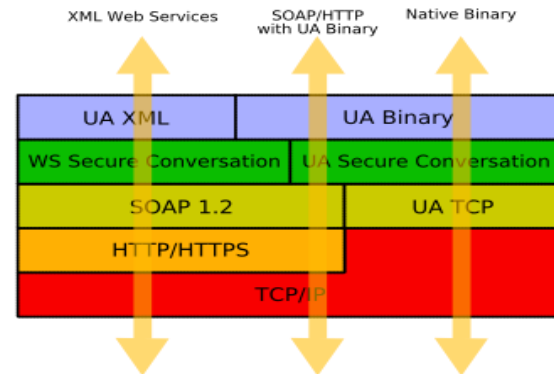 XML Web Services
SOAP/HTTP
with UA Binary
Native Binary
UA XML
UA Binary
WS Secure Conversation
UA Secure Conversation
SOAP 1.2
UA TCP
HTTP/HTTPS
TCP/IP